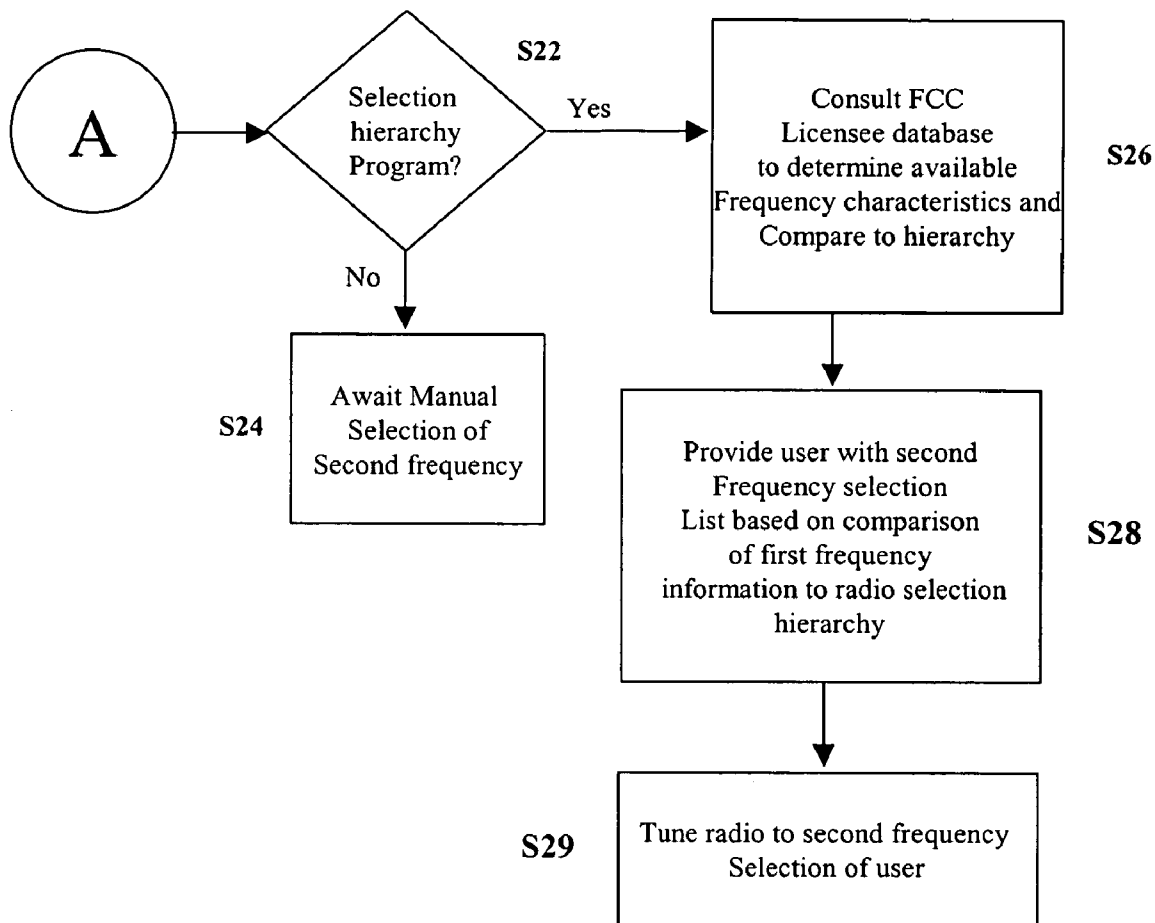 A
S22
Selection
hierarchy
Program?
Yes
No
Consult FCC
Licensee database
to determine available
Frequency characteristics and
Compare to hierarchy
S26
S24
Await Manual
Selection of
Second frequency
Provide user with second
Frequency selection
List based on comparison
of first frequency
information to radio selection
hierarchy
S28
S29
Tune radio to second frequency
Selection of user